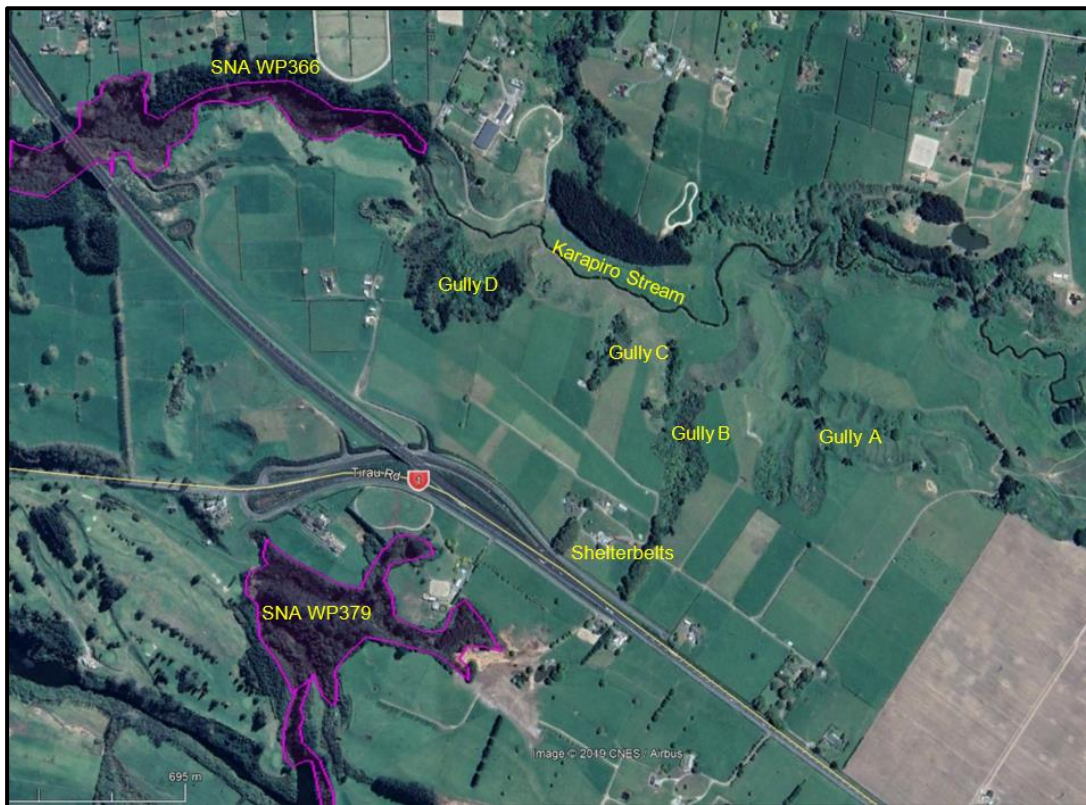 SNA WP366
Karapiro Stream
Gully D
Gully C
Gully B
Gully A
Tirau Rd
1
Shelterbelts
SNA WP379
Image © 2019 CNES / Airbus
695 m